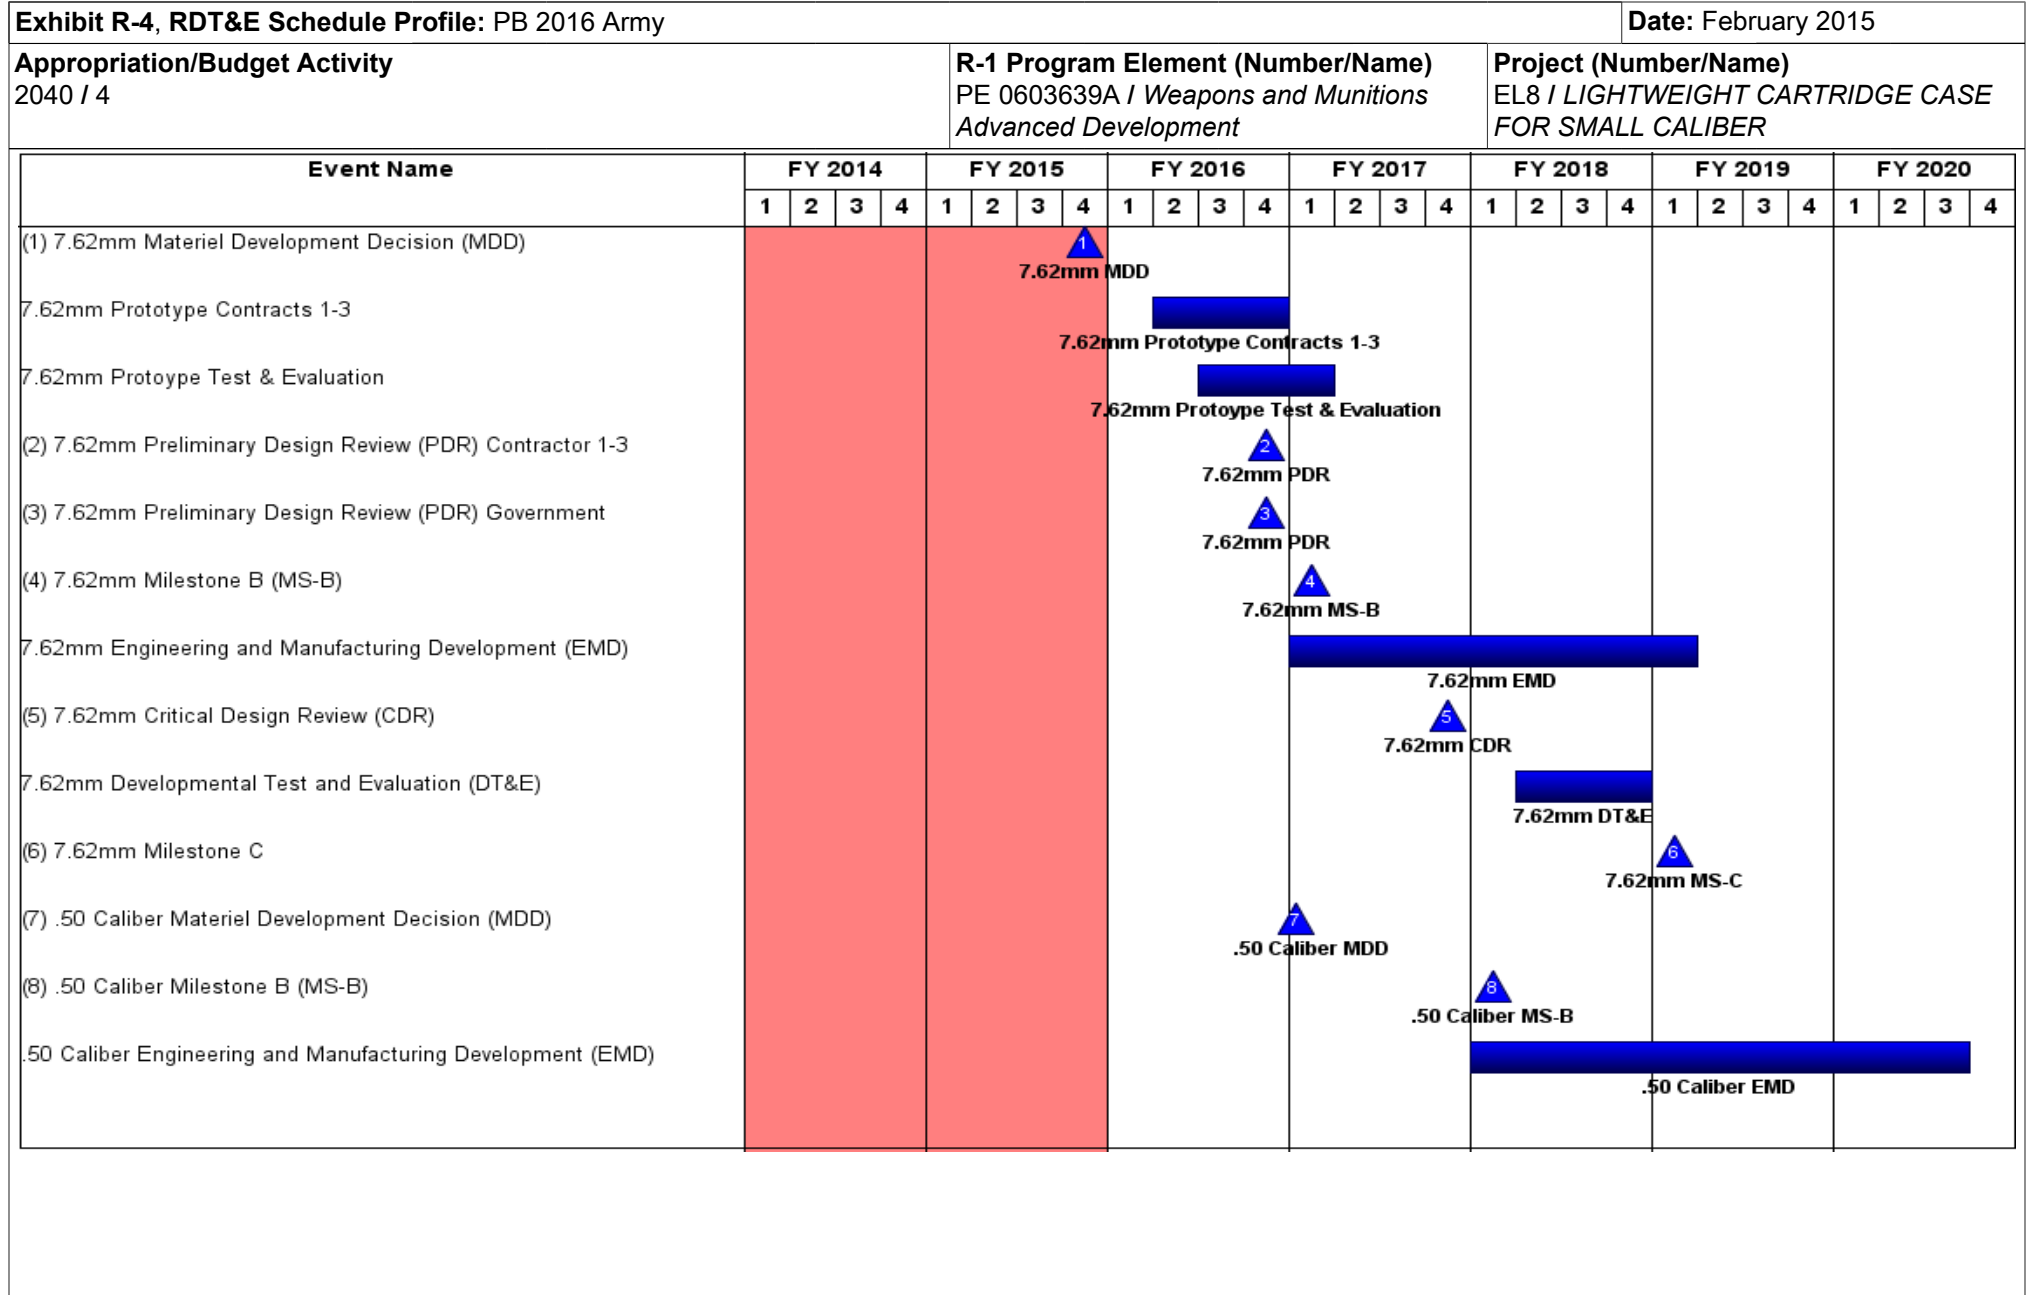 Exhibit R-4, RDT&E Schedule Profile: PB 2016 Army
Date: February 2015
Appropriation/Budget Activity
2040 / 4
R-1 Program Element (Number/Name)
PE 0603639A / Weapons and Munitions
Advanced Development
Project (Number/Name)
EL8 / LIGHTWEIGHT CARTRIDGE CASE
FOR SMALL CALIBER
Event Name FY 2014 FY 2015 FY 2016 FY 2017 FY 2018 FY 2019 FY 2020
1 2 3 4 1 2 3 4 1 2 3 4 1 2 3 4 1 2 3 4 1 2 3 4 1 2 3 4
(1) 7.62mm Materiel Development Decision (MDD) 1
7.62mm MDD
7.62mm Prototype Contracts 1-3
7.62mm Prototype Contracts 1-3
7.62mm Protoype Test & Evaluation
7.62mm Protoype Test & Evaluation
(2) 7.62mm Preliminary Design Review (PDR) Contractor 1-3 2
7.62mm PDR
(3) 7.62mm Preliminary Design Review (PDR) Government 3
7.62mm PDR
(4) 7.62mm Milestone B (MS-B) 4
7.62mm MS-B
7.62mm Engineering and Manufacturing Development (EMD)
7.62mm EMD
(5) 7.62mm Critical Design Review (CDR) 5
7.62mm CDR
7.62mm Developmental Test and Evaluation (DT&E)
7.62mm DT&E
(6) 7.62mm Milestone C 6
7.62mm MS-C
(7) .50 Caliber Materiel Development Decision (MDD) 7
.50 Caliber MDD
(8) .50 Caliber Milestone B (MS-B) 8
.50 Caliber MS-B
.50 Caliber Engineering and Manufacturing Development (EMD)
.50 Caliber EMD